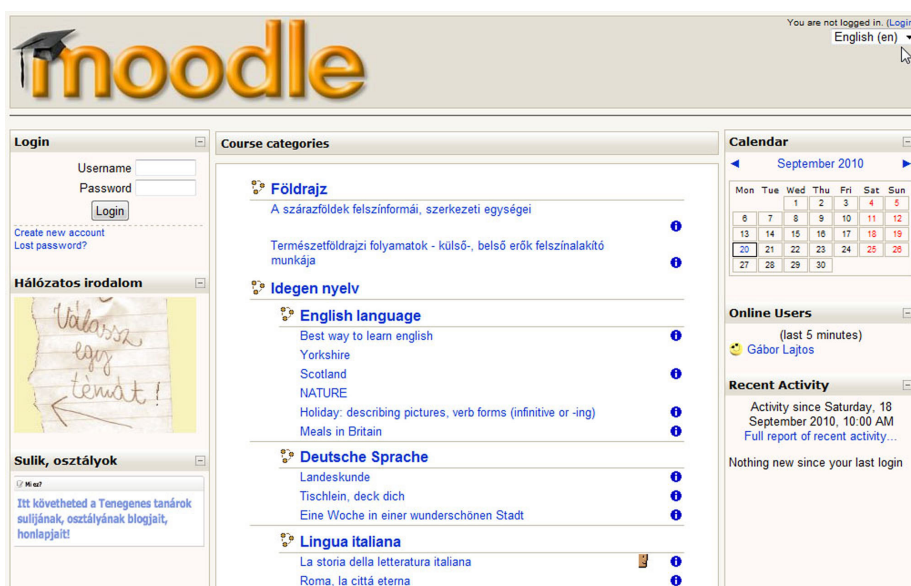 moodle
You are not logged in. (Login
English (en)
Login
Username
Password
Login
Create new account
Lost password?
Hálózatos irodalom
Válassz
egy
témát!
Sulik, osztályok
Mi ez?
Itt követheted a Tenegenes tanárok
sulijának, osztályának blogjait,
honlapjait!
Course categories
Földrajz
A szárazföldek felszínformái, szerkezeti egységei
Természetföldrajzi folyamatok - külső-, belső erők felszínalakító
munkája
Idegen nyelv
English language
Best way to learn english
Yorkshire
Scotland
NATURE
Holiday: describing pictures, verb forms (infinitive or -ing)
Meals in Britain
Deutsche Sprache
Landeskunde
Tischlein, deck dich
Eine Woche in einer wunderschönen Stadt
Lingua italiana
La storia della letteratura italiana
Roma, la cittá eterna
Calendar
September 2010
Mon Tue Wed Thu Fri Sat Sun
1 2 3 4 5
6 7 8 9 10 11 12
13 14 15 16 17 18 19
20 21 22 23 24 25 26
27 28 29 30
Online Users
(last 5 minutes)
Gábor Lajtos
Recent Activity
Activity since Saturday, 18
September 2010, 10:00 AM
Full report of recent activity...
Nothing new since your last login